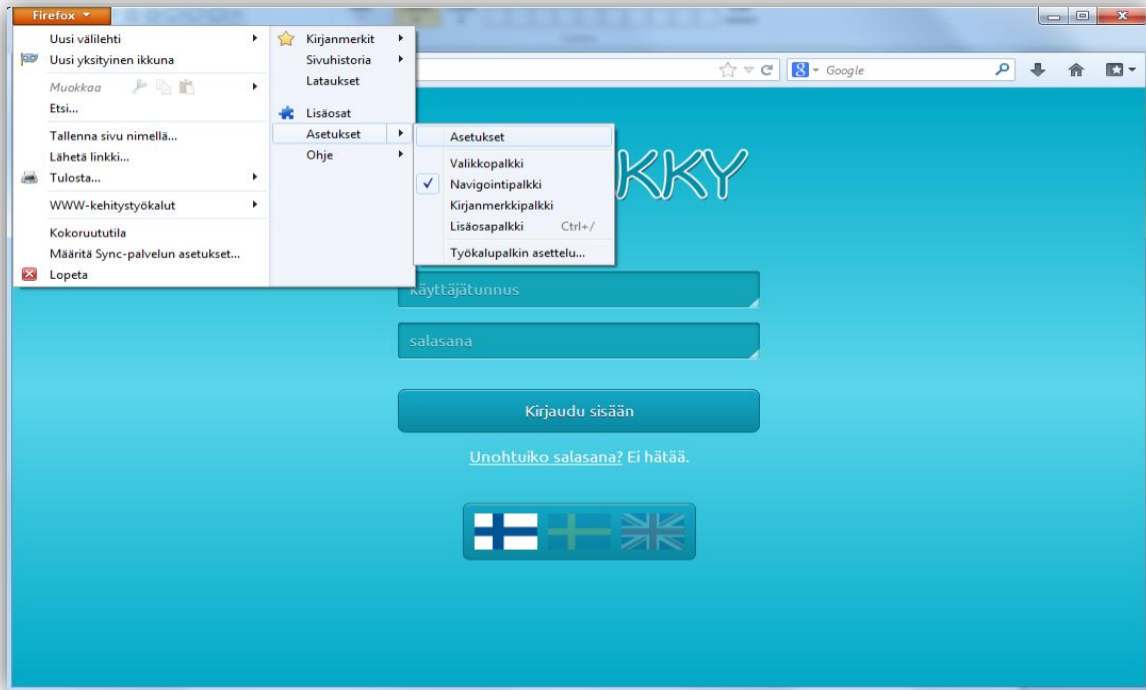 Firefox
Uusi välilehti
Uusi yksityinen ikkuna
Muokkaa
Etsi...
Tallenna sivu nimellä...
Lähetä linkki...
Tulosta...
WWW-kehitystyökalut
Kokoruututila
Määritä Sync-palvelun asetukset...
Lopeta
Kirjanmerkit
Sivuhistoria
Lataukset
Lisäosat
Asetukset
Ohje
Asetukset
Valikkopalkki
Navigointipalkki
Kirjanmerkkipalkki
Lisäosapalkki Ctrl+/
Työkalupalkin asettelu...
8 Google
KKY
käyttäjätunnus
salasana
Kirjaudu sisään
Unohtuiko salasana? Ei hätää.